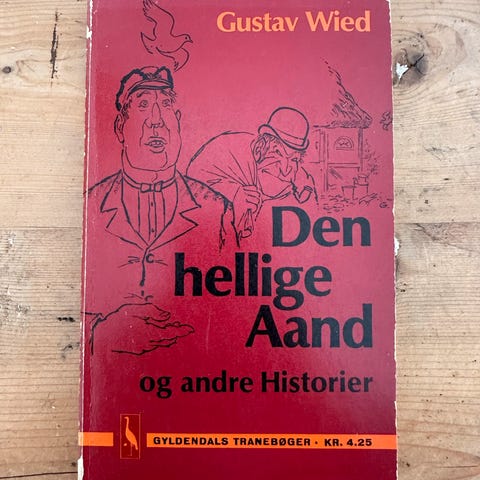 Gustav Wied
Den
hellige
Aand
og andre Historier
GYLDENDALS TRANEBØGER · KR. 4.25